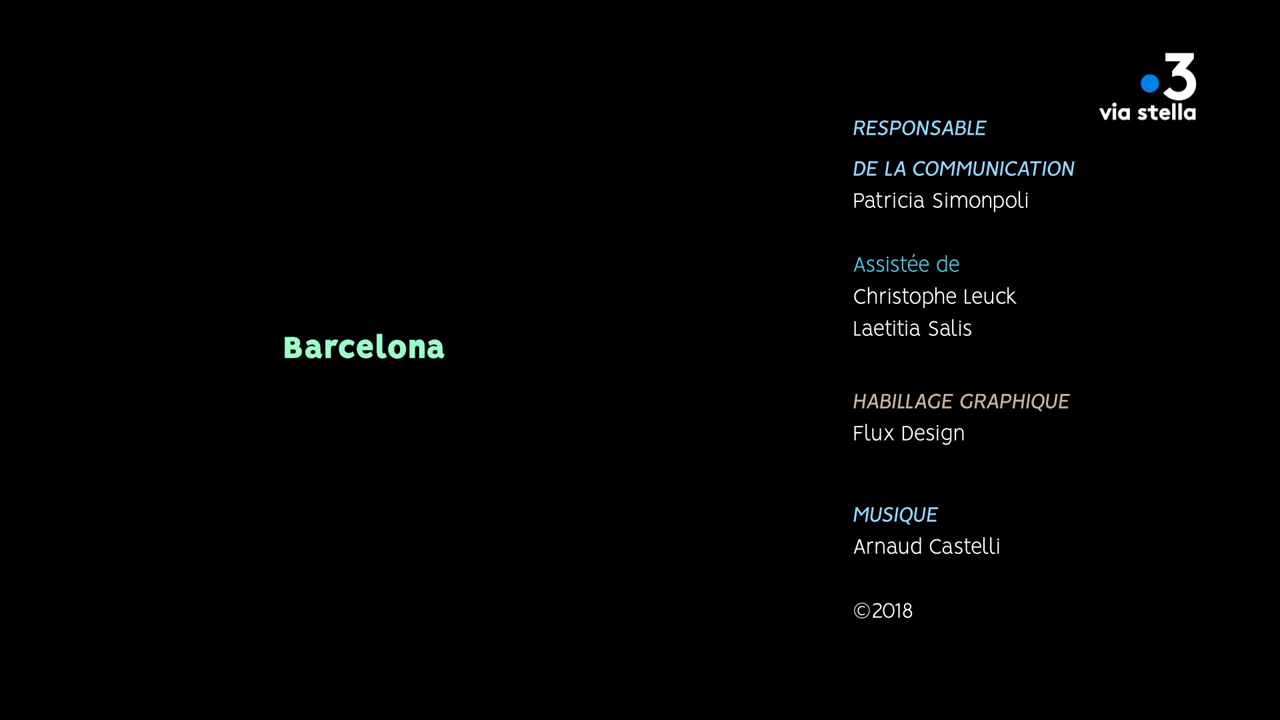 3
via stella
RESPONSABLE
DE LA COMMUNICATION
Patricia Simonpoli
Assistée de
Christophe Leuck
Laetitia Salis
Barcelona
HABILLAGE GRAPHIQUE
Flux Design
MUSIQUE
Arnaud Castelli
©2018